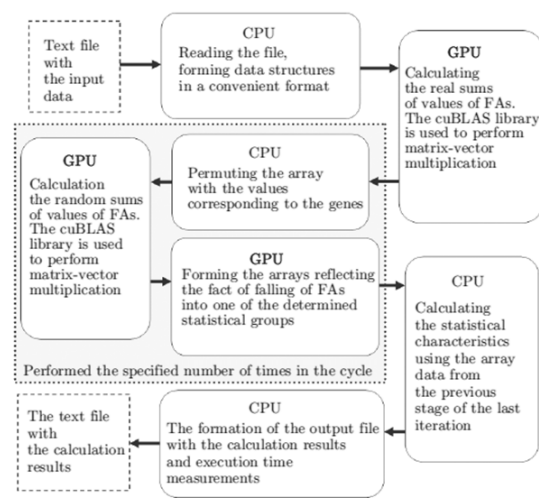 Text file
with
the input
data
CPU
Reading the file,
forming data structures
in a convenient format
GPU
Calculating
the real sums
of values of FAs.
The cuBLAS library
is used to perform
matrix-vector
multiplication
CPU
Permuting the array
with the values
corresponding to the genes
GPU
Calculation
the random sums
of values of FAs.
The cuBLAS
library is used
to perform
matrix-vector
multiplication
GPU
Forming the arrays reflecting
the fact of falling of FAs
into one of the determined
statistical groups
Performed the specified number of times in the cycle
CPU
Calculating
the statistical
characteristics
using the array
data from
the previous
stage of the last
iteration
CPU
The formation of the output file
with the calculation results
and execution time
measurements
The text file
with
the calculation
results